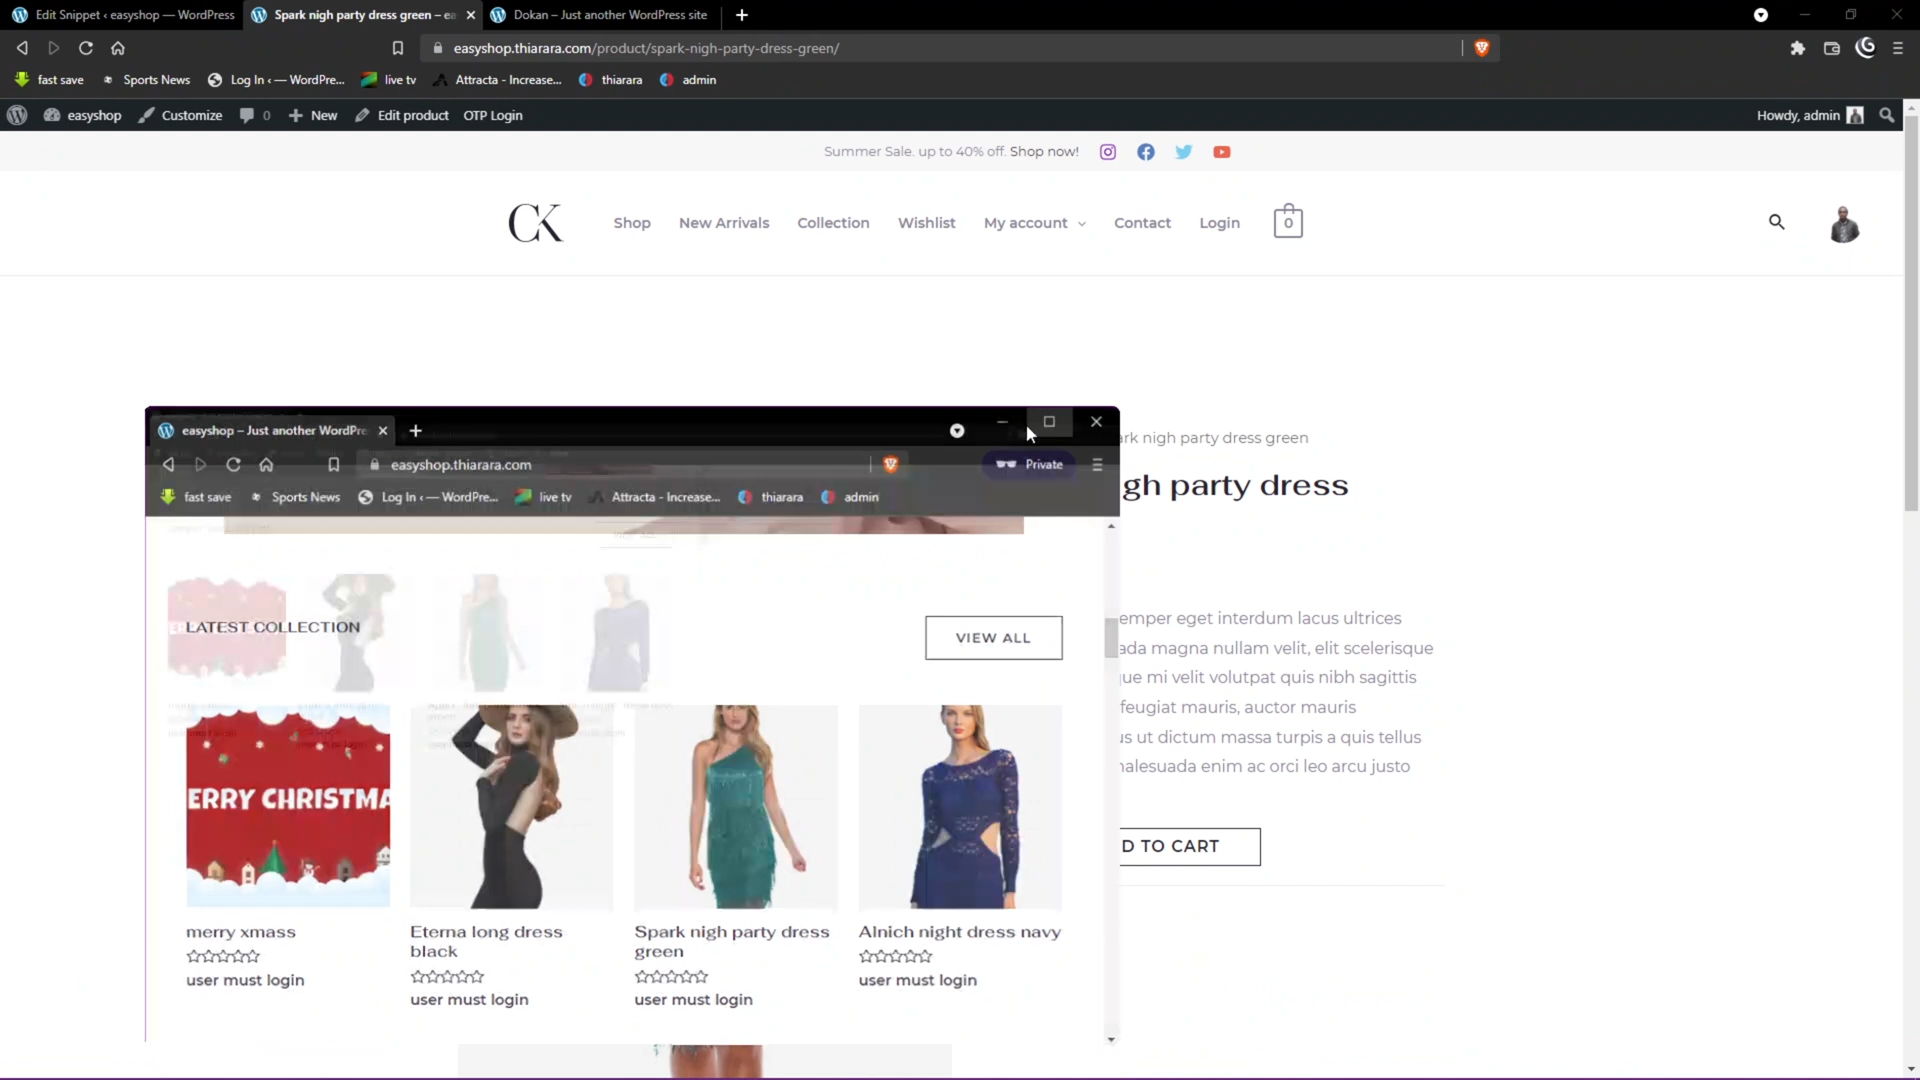 Edit Snippet ‹ easyshop — WordPress
Spark nigh party dress green – ea
Dokan – Just another WordPress site
easyshop.thiarara.com/product/spark-nigh-party-dress-green/
fast save
Sports News
Log In ‹ — WordPre...
live tv
Attracta - Increase...
thiarara
admin
easyshop
Customize
0
New
Edit product
OTP Login
Howdy, admin
Summer Sale. up to 40% off. Shop now!
CK
Shop
New Arrivals
Collection
Wishlist
My account
Contact
Login
0
easyshop – Just another WordPre
easyshop.thiarara.com
Private
fast save
Sports News
Log In ‹ — WordPre...
live tv
Attracta - Increase...
thiarara
admin
rk nigh party dress green
gh party dress
LATEST COLLECTION
VIEW ALL
emper eget interdum lacus ultrices
ada magna nullam velit, elit scelerisque
ue mi velit volutpat quis nibh sagittis
feugiat mauris, auctor mauris
us ut dictum massa turpis a quis tellus
malesuada enim ac orci leo arcu justo
D TO CART
ERRY CHRISTMA
merry xmass
user must login
Eterna long dress
black
user must login
Spark nigh party dress
green
user must login
Alnich night dress navy
user must login